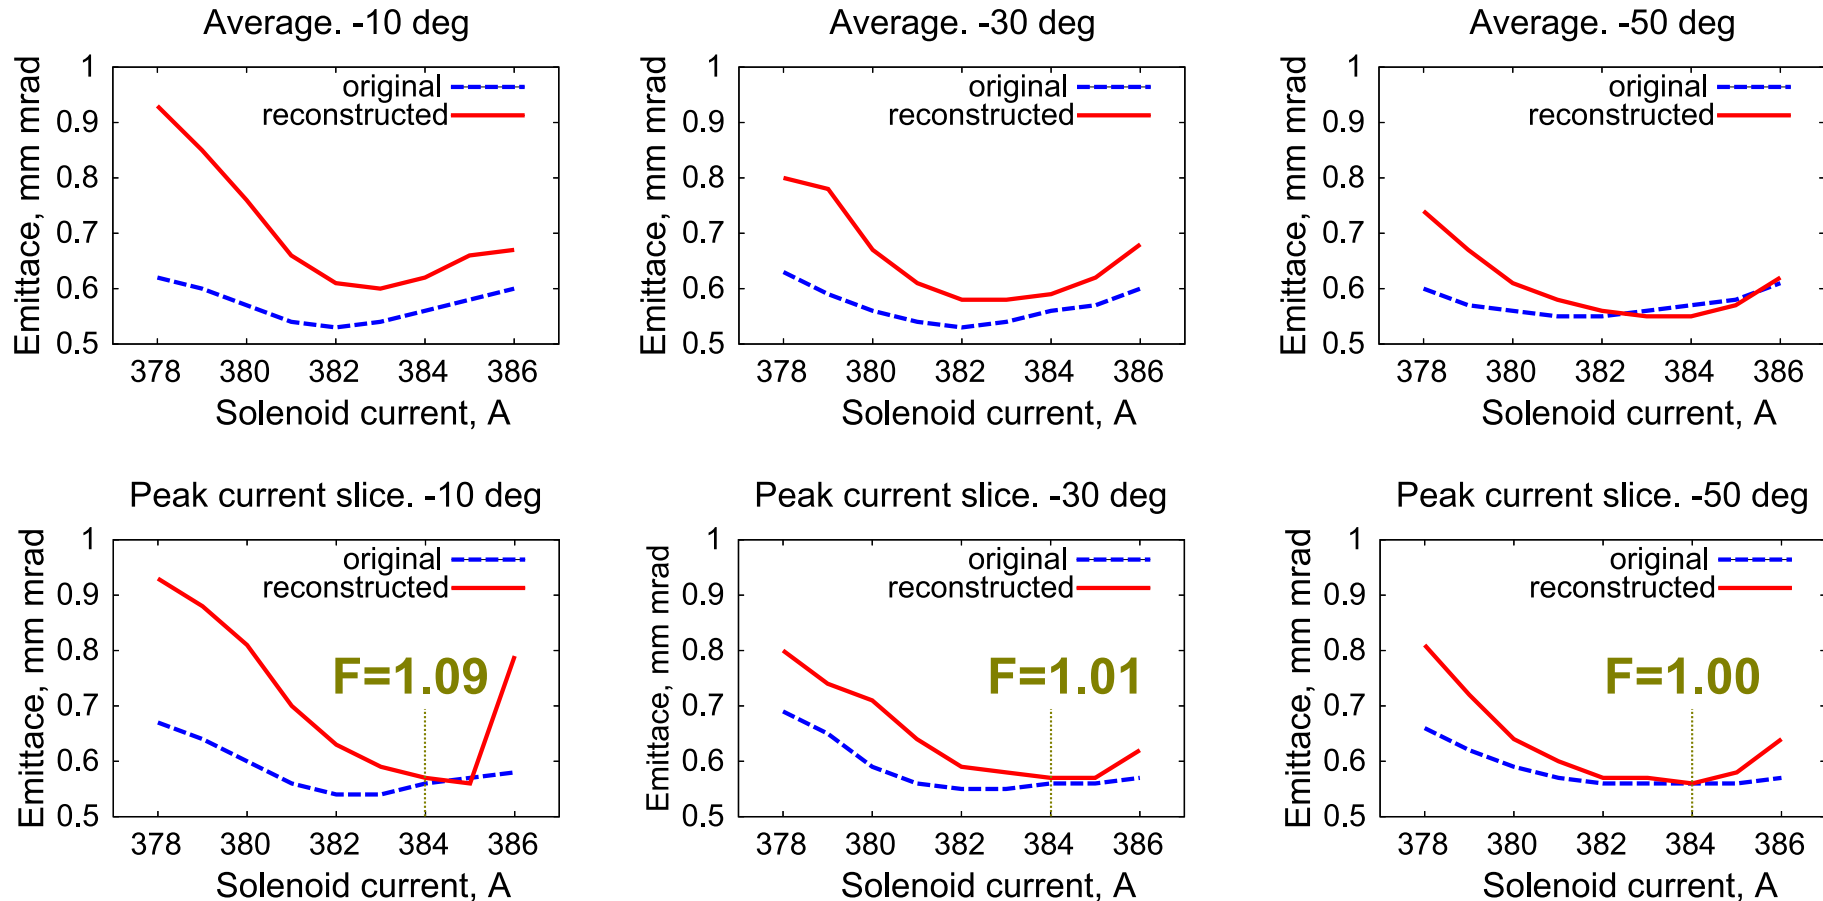 Average. -10 deg
Emittace, mm mrad
1
0.9
0.8
0.7
0.6
0.5
original
reconstructed
378 380 382 384 386
Solenoid current, A
Average. -30 deg
Emittace, mm mrad
1
0.9
0.8
0.7
0.6
0.5
original
reconstructed
378 380 382 384 386
Solenoid current, A
Average. -50 deg
Emittace, mm mrad
1
0.9
0.8
0.7
0.6
0.5
original
reconstructed
378 380 382 384 386
Solenoid current, A
Peak current slice. -10 deg
Emittace, mm mrad
1
0.9
0.8
0.7
0.6
0.5
original
reconstructed
F=1.09
378 380 382 384 386
Solenoid current, A
Peak current slice. -30 deg
Emittace, mm mrad
1
0.9
0.8
0.7
0.6
0.5
original
reconstructed
F=1.01
378 380 382 384 386
Solenoid current, A
Peak current slice. -50 deg
Emittace, mm mrad
1
0.9
0.8
0.7
0.6
0.5
original
reconstructed
F=1.00
378 380 382 384 386
Solenoid current, A